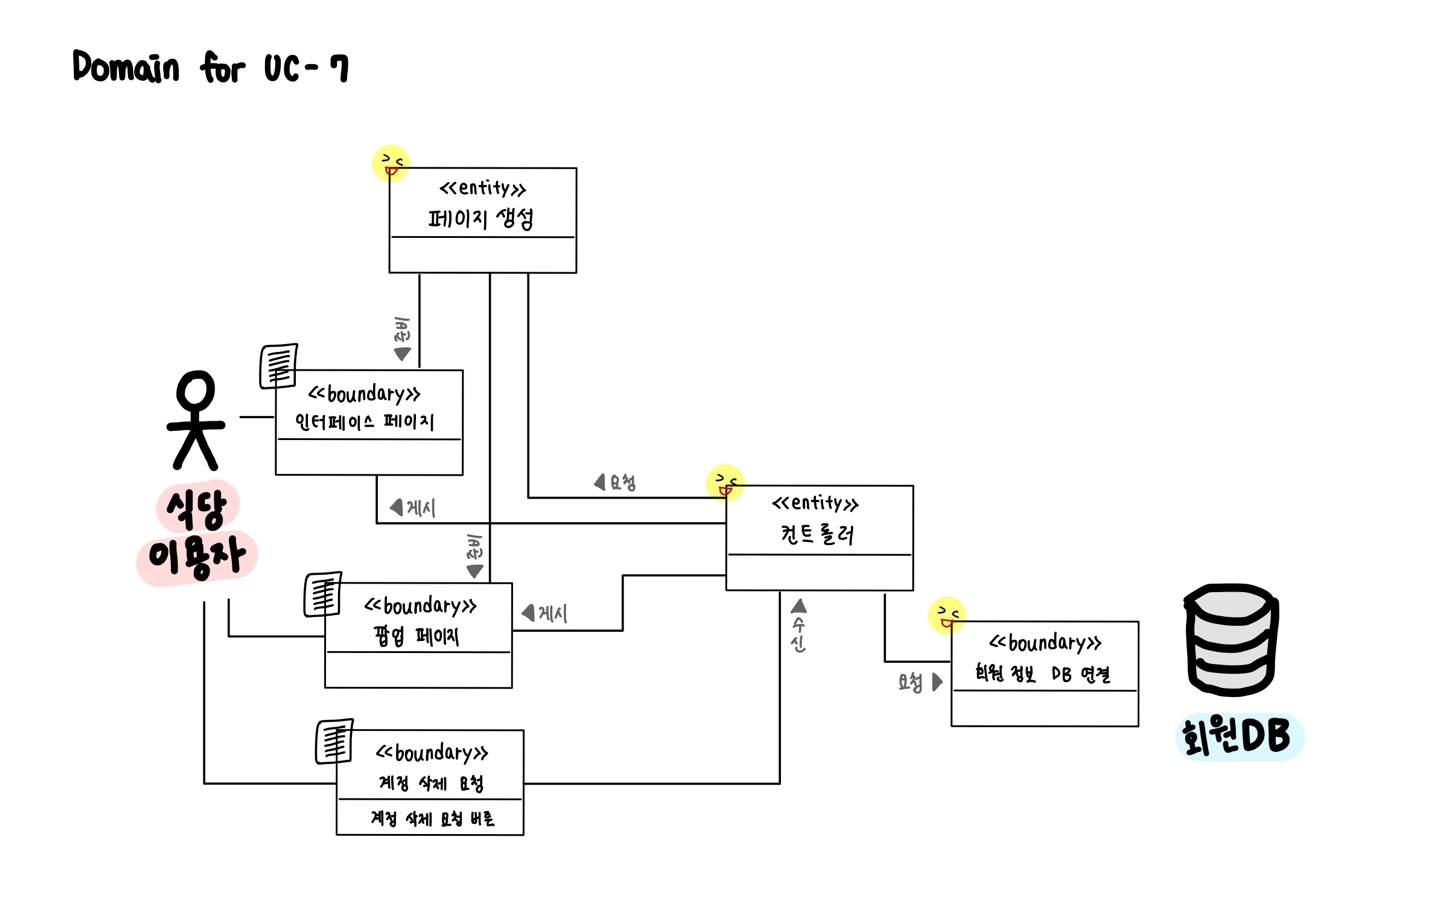 Domain for UC-7
<<entity>>
페이지 생성
준비
<<boundary>>
인터페이스 페이지
식당
이용자
요청
게시
<<entity>>
컨트롤러
준비
<<boundary>>
팝업 페이지
게시
수신
<<boundary>>
회원 정보 DB 연결
요청
회원DB
<<boundary>>
계정 삭제 요청
계정 삭제 요청 버튼